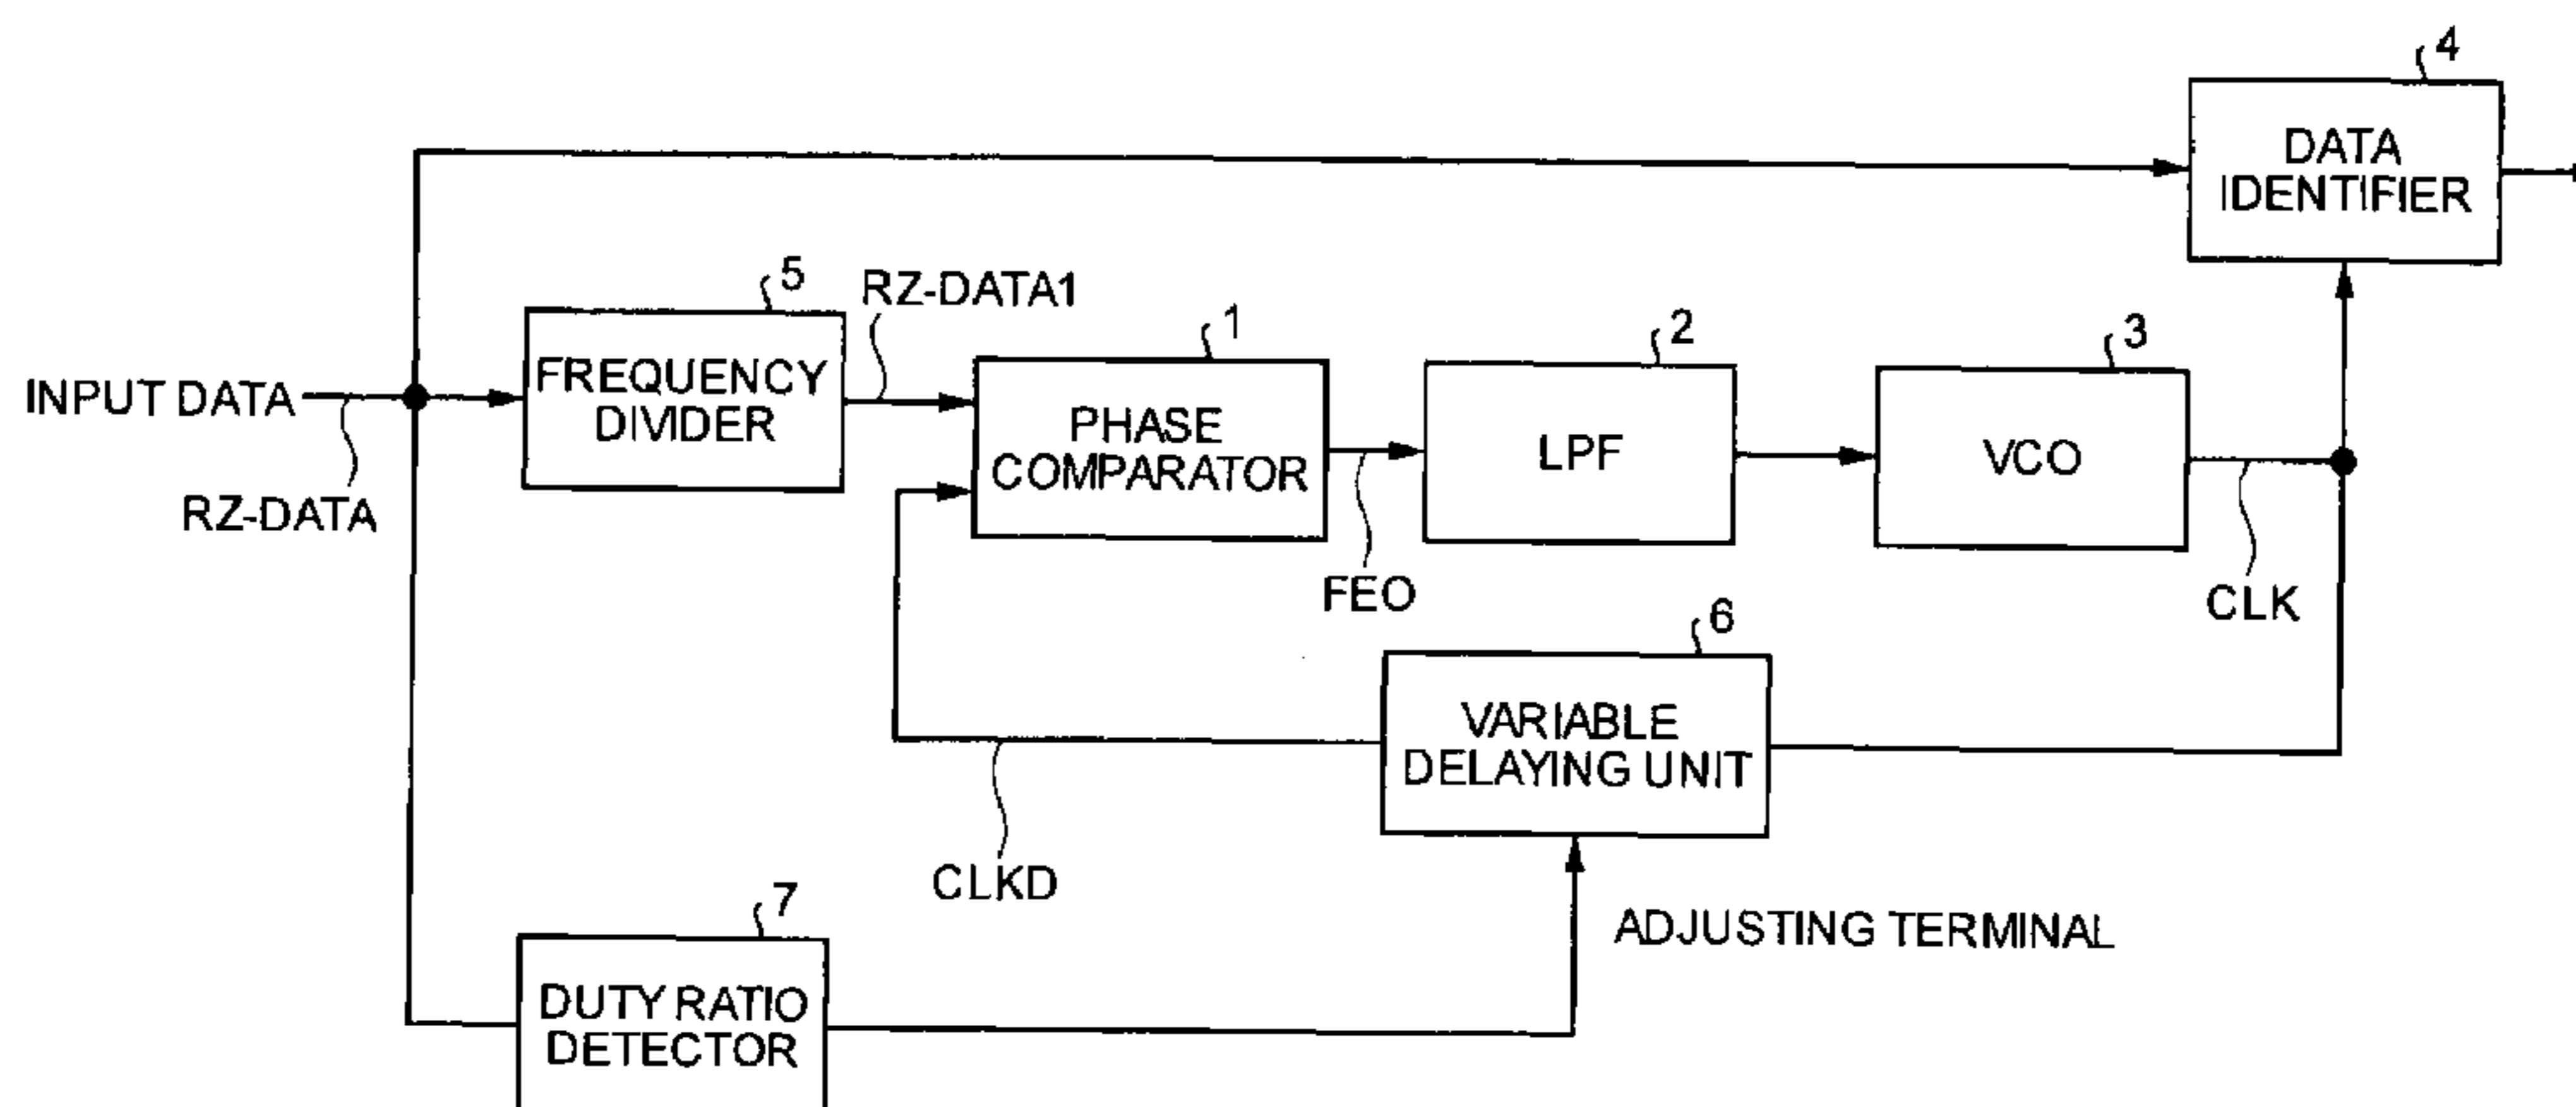 4
DATA
IDENTIFIER
5
RZ-DATA1
FREQUENCY
DIVIDER
1
PHASE
COMPARATOR
2
LPF
3
VCO
INPUT DATA
RZ-DATA
FEO
CLK
6
VARIABLE
DELAYING UNIT
CLKD
ADJUSTING TERMINAL
7
DUTY RATIO
DETECTOR